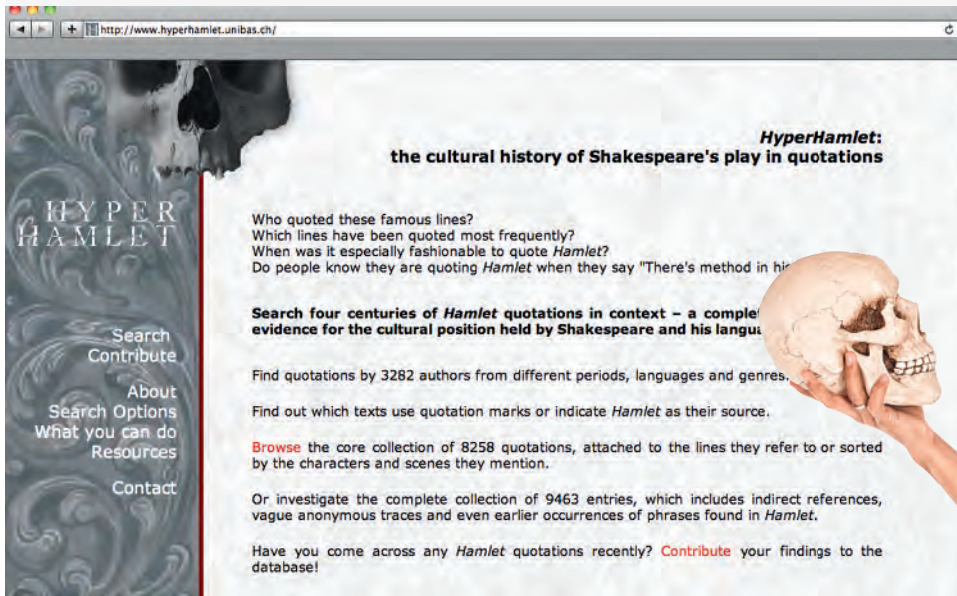 http://www.hyperhamlet.unibas.ch/
HyperHamlet:
the cultural history of Shakespeare's play in quotations
HYPER
HAMLET
Search
Contribute
About
Search Options
What you can do
Resources
Contact
Who quoted these famous lines?
Which lines have been quoted most frequently?
When was it especially fashionable to quote Hamlet?
Do people know they are quoting Hamlet when they say "There's method in
Search four centuries of Hamlet quotations in context – a
evidence for the cultural position held by Shakespeare and his
Find quotations by 3282 authors from different periods, languages and genres.
Find out which texts use quotation marks or indicate Hamlet as their source.
Browse the core collection of 8258 quotations, attached to the lines they refer to or sorted
by the characters and scenes they mention.
Or investigate the complete collection of 9463 entries, which includes indirect references,
vague anonymous traces and even earlier occurrences of phrases found in Hamlet.
Have you come across any Hamlet quotations recently? Contribute your findings to the
database!